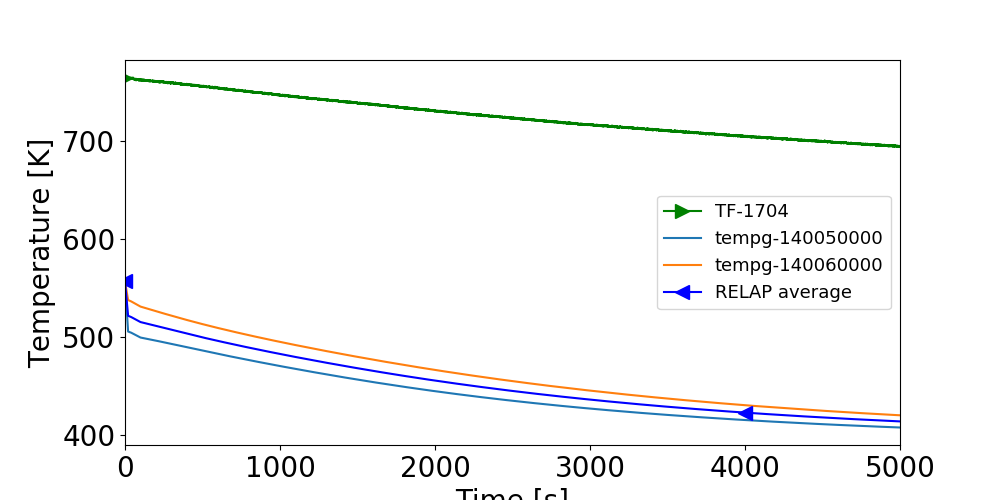 Temperature [K]
700
600
500
400
TF-1704
tempg-140050000
tempg-140060000
RELAP average
0 1000 2000 3000 4000 5000
Time [s]